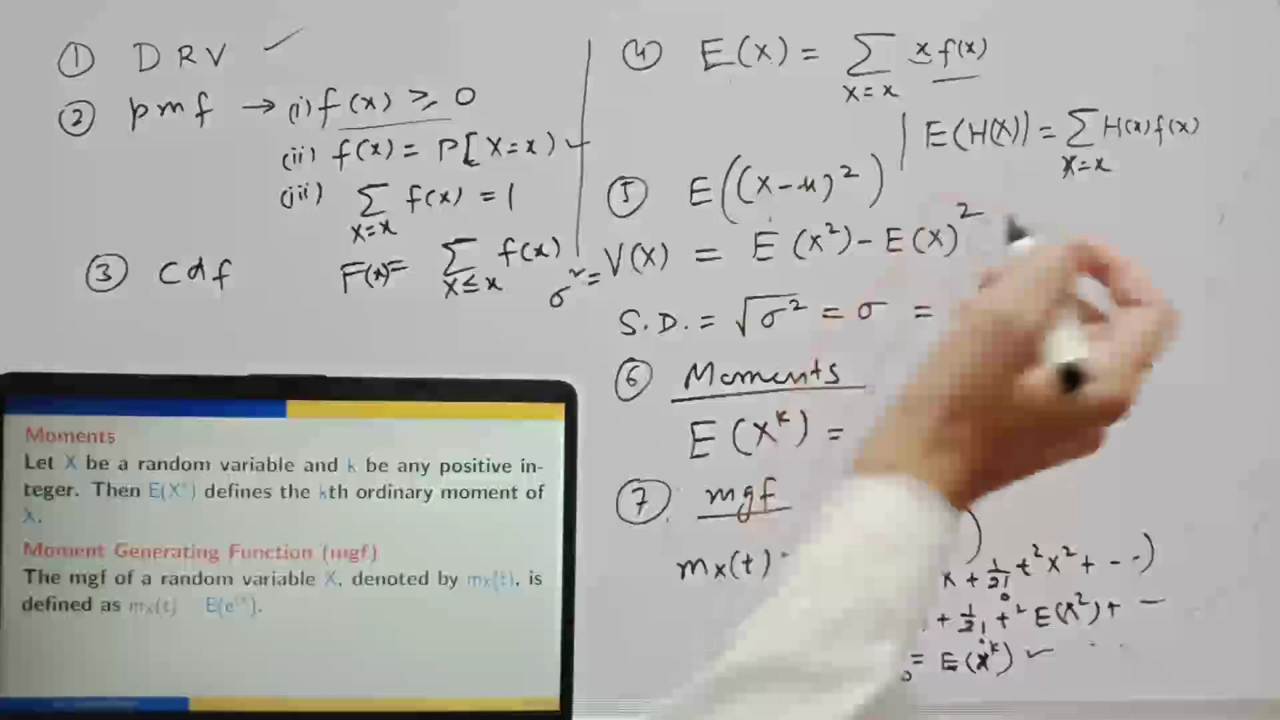 ① DRV ✓
② pmf → (i) f(x) ≥ 0
(ii) f(x) = P[X=x) ✓
(iii) ∑ f(x) = 1
X=x
③ Cdf F(x)= ∑ f(x)
X≤x
④ E(X) = ∑ x f(x)
X=x
E(H(X)) = ∑ H(x)f(x)
X=x
⑤ E((X-μ)²)
σ² = V(X) = E(X²) - E(X)²
S.D. = √σ² = σ =
⑥ Moments
E(X^k) =
⑦ mgf
mx(t)
)
x + 1/2! t²x² + - -)
+ 1/2! t² E(X²) + -
= E(X^k) ✓
Moments
Let X be a random variable and k be any positive in-
teger. Then E(X^k) defines the kth ordinary moment of
X.
Moment Generating Function (mgf)
The mgf of a random variable X, denoted by mX(t), is
defined as mX(t) E(e^tX).